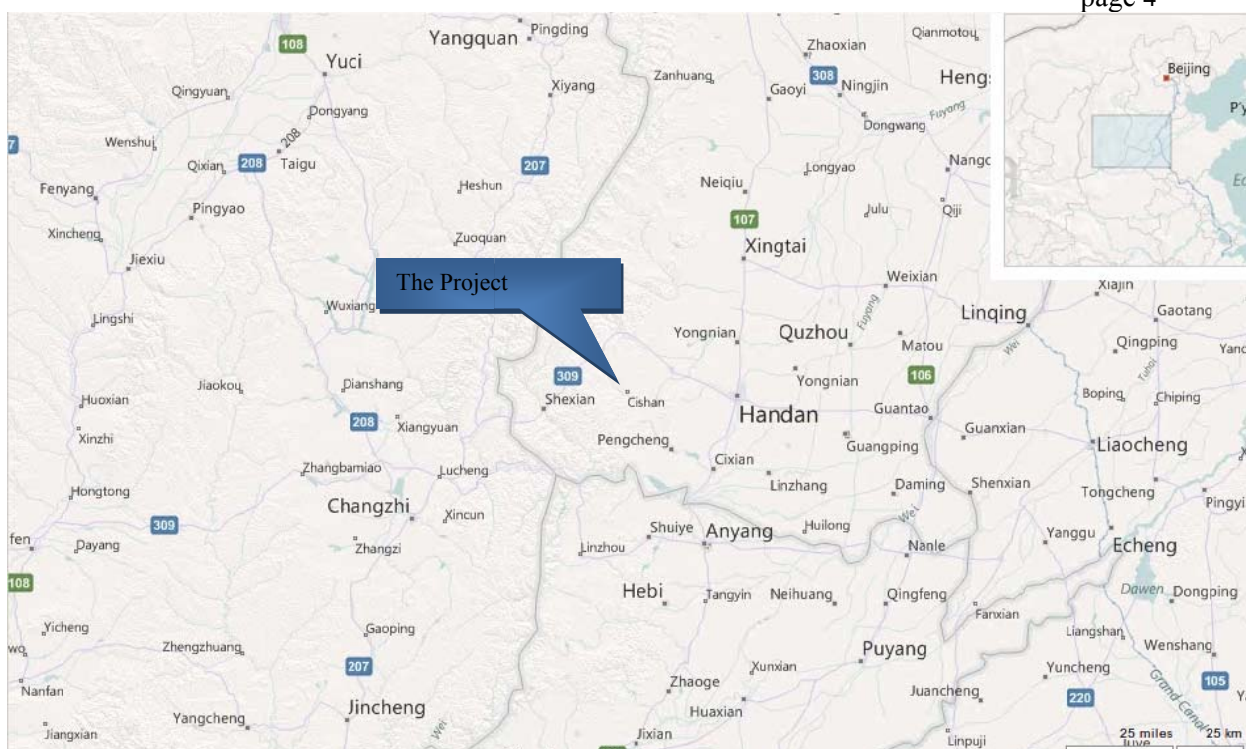 page 4
108
Yangquan
Pingding
Zhaoxian
Qianmotou
Yuci
Zanhuang
308
Hengs
Beijing
Qingyuan
Xiyang
Gaoyi
Ningjin
Fuyang
Dongyang
Dongwang
P'y
Wenshui
208
Qixian
208
Taigu
207
Longyao
Nangc
Fenyang
Heshun
Neiqiu
Pingyao
Julu
Qiji
Xincheng
Zuoquan
107
Jiexiu
Xingtai
The Project
Weixian
Xiajin
Wuxiang
Fuyang
Linqing
Gaotang
Lingshi
Yongnian
Quzhou
Matou
Wei
Qingping
Yanc
Tuhai
Jiaokou
Dianshang
309
Cishan
Yongnian
106
Boping
Chiping
Huoxian
Shexian
Handan
Guantao
208
Xiangyuan
Guanxian
Xinzhi
Pengcheng
Guangping
Liaocheng
Zhangbamiao
Lucheng
Cixian
Linzhang
Daming
Shenxian
Tongcheng
Hongtong
Pingyi
Changzhi
Xincun
Wei
309
Shuiye
Anyang
Huilong
Yanggu
Echeng
fen
Dayang
Zhangzi
Linzhou
Nanle
108
Hebi
Tangyin
Neihuang
Qingfeng
Fanxian
Dawen
Dongping
Yicheng
Gaoping
Liangshan
Wenshang
wo
Zhengzhuang
Puyang
207
Xunxian
Yuncheng
Nanfan
Zhaoge
Juancheng
220
105
Jincheng
Huaxian
Grand Canal
Jiangxian
Yangcheng
Wei
Jixian
Linpuji
25 miles
25 km